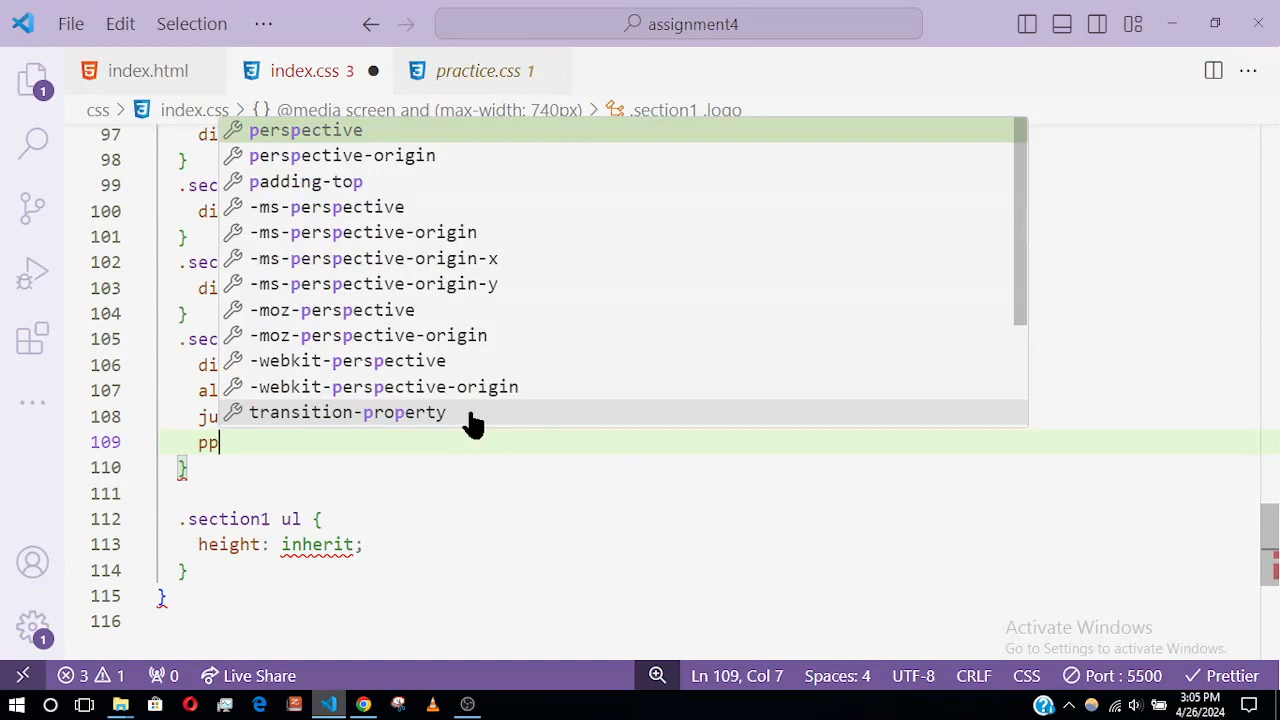 File Edit Selection ··· assignment4
index.html index.css 3 practice.css 1
css > index.css > {} @media screen and (max-width: 740px) > .section1 .logo
97 di
98 }
99 .sec
100 di
101 }
102 .sec
103 di
104 }
105 .sec
106 di
107 al
108 ju
109 pp
110 }
111
112 .section1 ul {
113 height: inherit;
114 }
115 }
116
perspective
perspective-origin
padding-top
-ms-perspective
-ms-perspective-origin
-ms-perspective-origin-x
-ms-perspective-origin-y
-moz-perspective
-moz-perspective-origin
-webkit-perspective
-webkit-perspective-origin
transition-property
1
1
Activate Windows
Go to Settings to activate Windows.
3 1 0 Live Share Ln 109, Col 7 Spaces: 4 UTF-8 CRLF CSS Port : 5500 Prettier
3:05 PM
4/26/2024